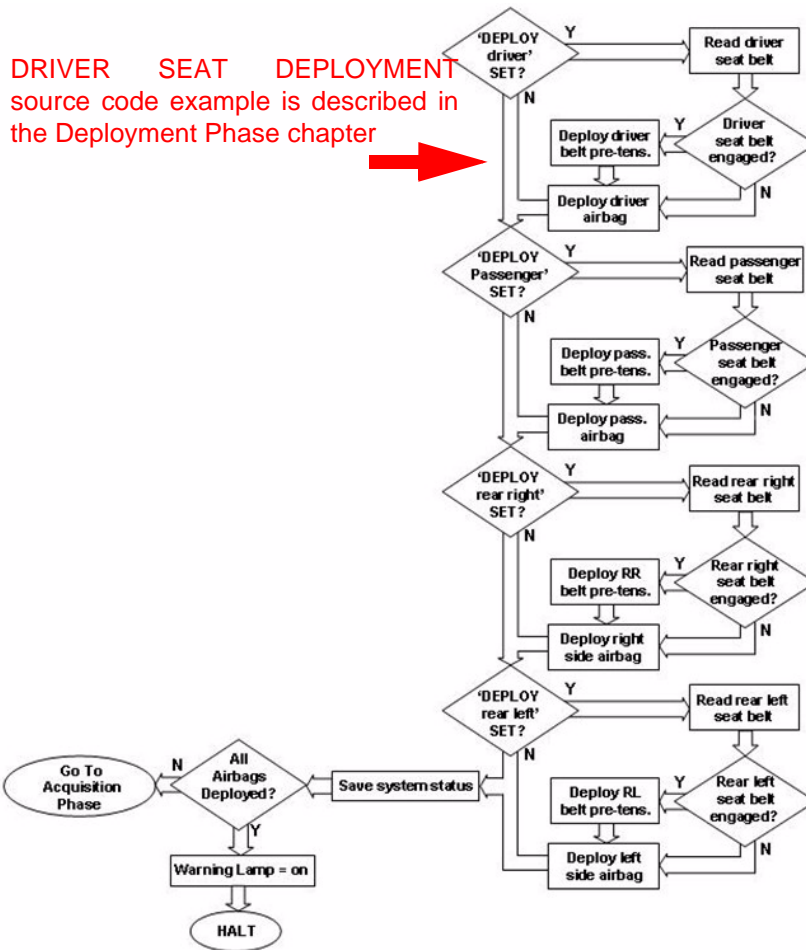 DRIVER SEAT DEPLOYMENT
source code example is described in
the Deployment Phase chapter
‘DEPLOY
driver’
SET?
Y
N
Read driver
seat belt
Driver
seat belt
engaged?
Y
N
Deploy driver
belt pre-tens.
Deploy driver
airbag
‘DEPLOY
Passenger’
SET?
Y
N
Read passenger
seat belt
Passenger
seat belt
engaged?
Y
N
Deploy pass.
belt pre-tens.
Deploy pass.
airbag
‘DEPLOY
rear right’
SET?
Y
N
Read rear right
seat belt
Rear right
seat belt
engaged?
Y
N
Deploy RR
belt pre-tens.
Deploy right
side airbag
‘DEPLOY
rear left’
SET?
Y
N
Read rear left
seat belt
Rear left
seat belt
engaged?
Y
N
Deploy RL
belt pre-tens.
Deploy left
side airbag
Save system status
All
Airbags
Deployed?
N
Y
Go To
Acquisition
Phase
Warning Lamp = on
HALT